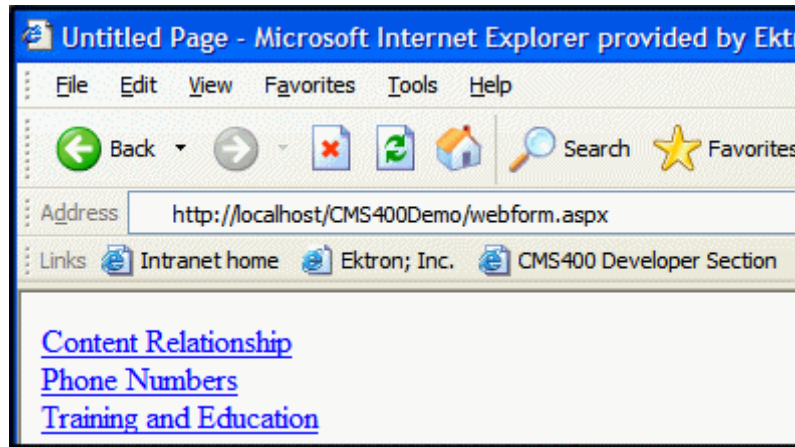 Untitled Page - Microsoft Internet Explorer provided by Ektr
File Edit View Favorites Tools Help
Back Search Favorites
Address http://localhost/CMS400Demo/webform.aspx
Links Intranet home Ektron; Inc. CMS400 Developer Section
Content Relationship
Phone Numbers
Training and Education